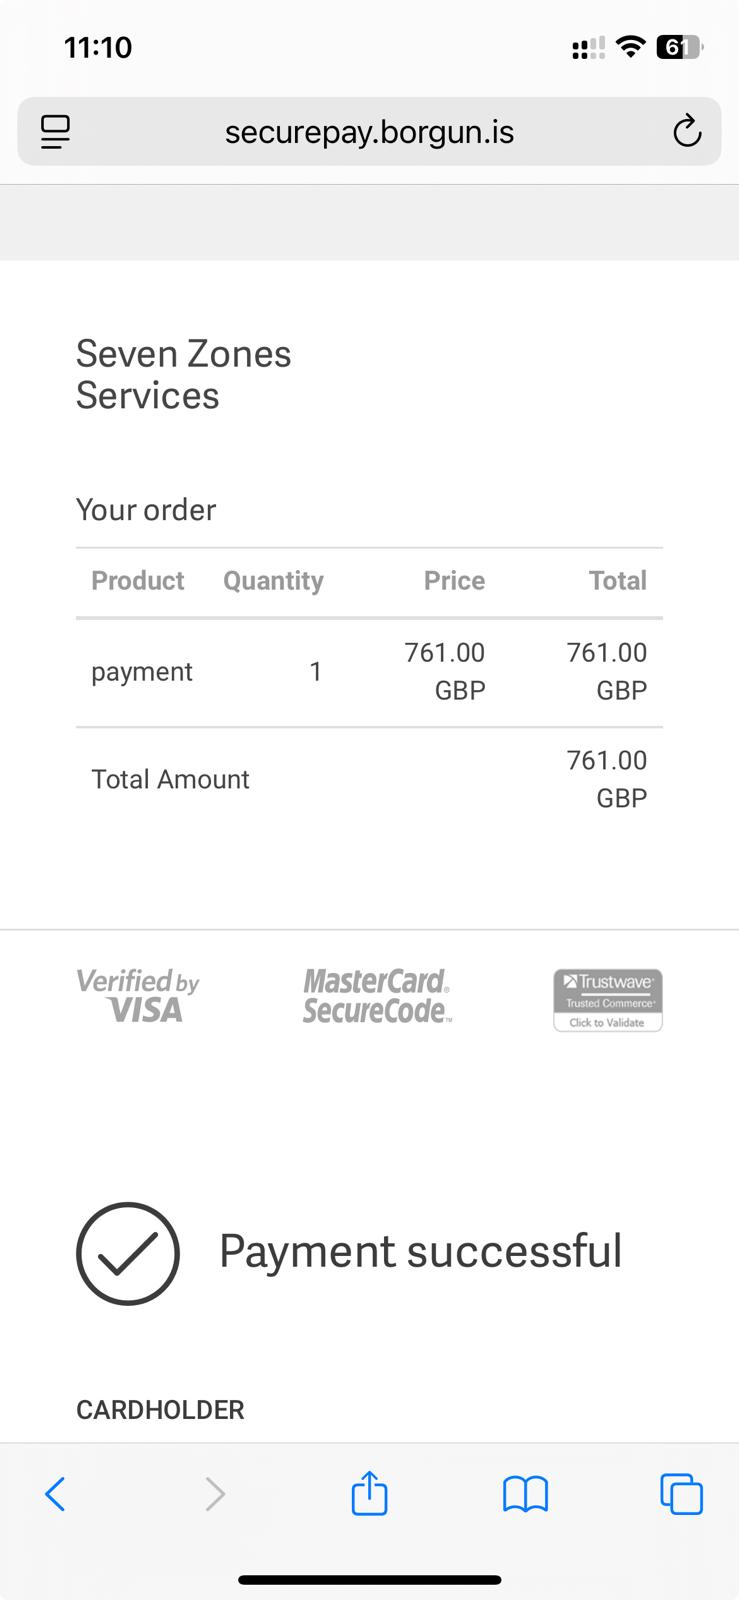 11:10
61
securepay.borgun.is
Seven Zones
Services
Your order
Product Quantity Price Total
payment 1 761.00 GBP 761.00 GBP
Total Amount 761.00 GBP
Verified by VISA
MasterCard® SecureCode™
Trustwave®
Trusted Commerce℠
Click to Validate
Payment successful
CARDHOLDER